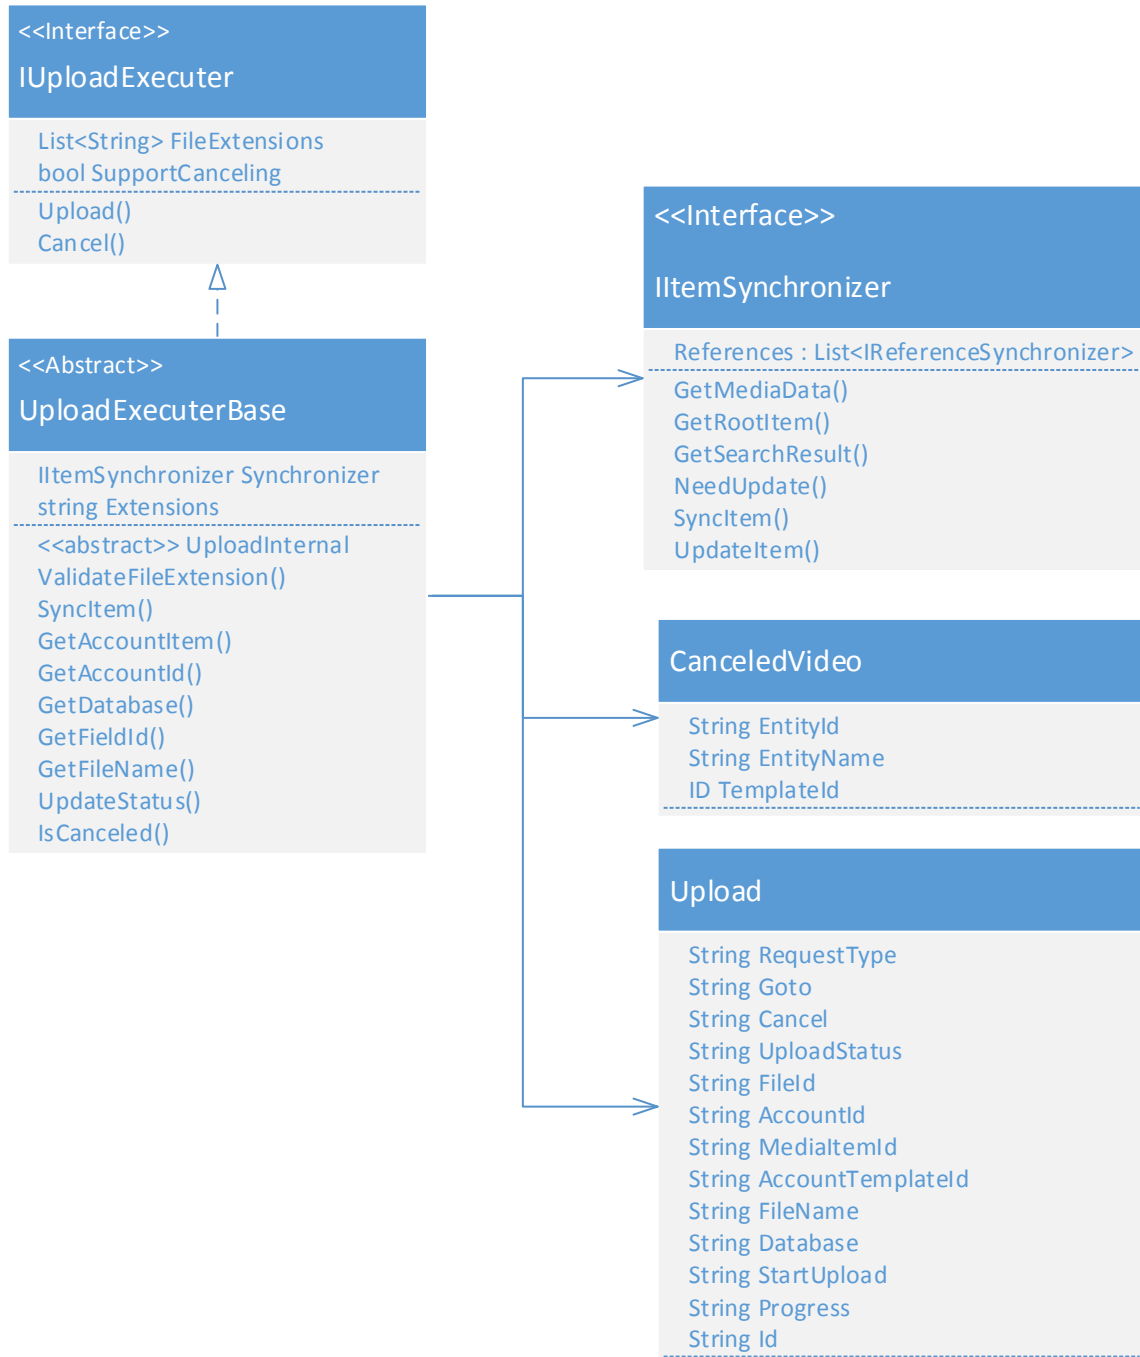 <<Interface>>
IUploadExecuter
List<String> FileExtensions
bool SupportCanceling
Upload()
Cancel()
<<Abstract>>
UploadExecuterBase
IItemSynchronizer Synchronizer
string Extensions
<<abstract>> UploadInternal
ValidateFileExtension()
SyncItem()
GetAccountItem()
GetAccountId()
GetDatabase()
GetFieldId()
GetFileName()
UpdateStatus()
IsCanceled()
<<Interface>>
IItemSynchronizer
References : List<IReferenceSynchronizer>
GetMediaData()
GetRootItem()
GetSearchResult()
NeedUpdate()
SyncItem()
UpdateItem()
CanceledVideo
String EntityId
String EntityName
ID TemplateId
Upload
String RequestType
String Goto
String Cancel
String UploadStatus
String FileId
String AccountId
String MediaItemId
String AccountTemplateId
String FileName
String Database
String StartUpload
String Progress
String Id